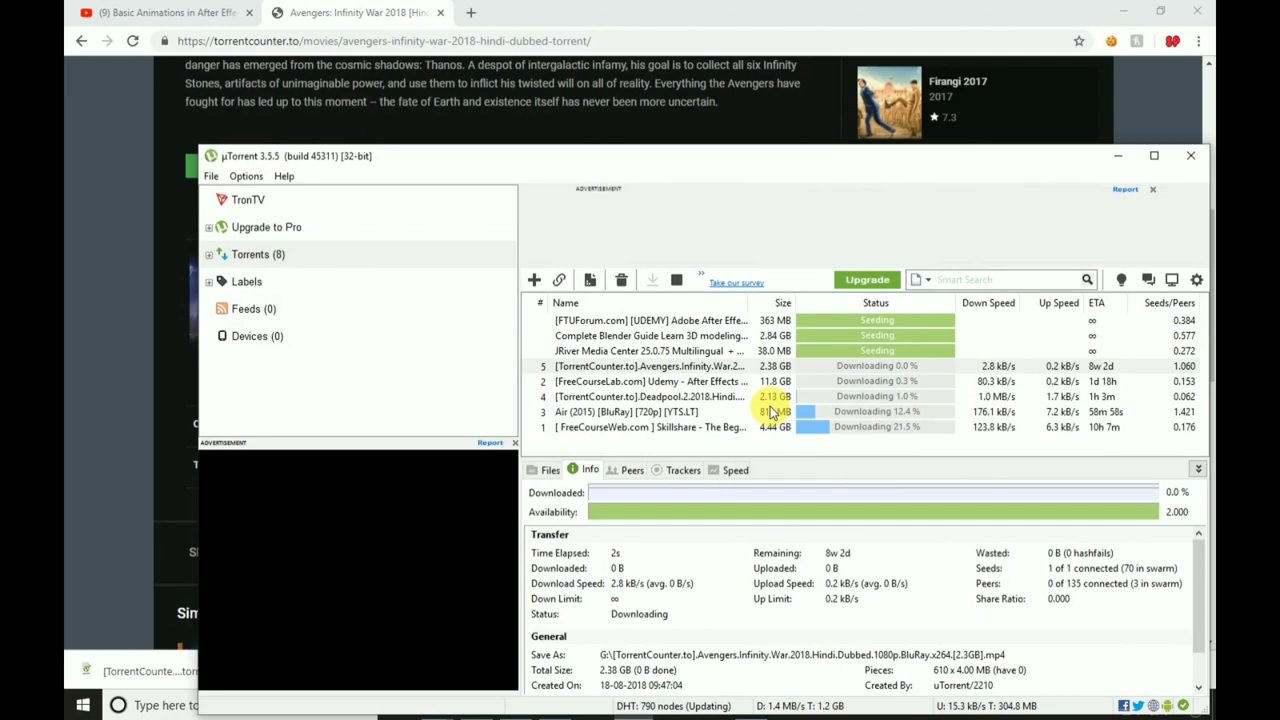 (9) Basic Animations in After Effe
Avengers: Infinity War 2018 [Hin
https://torrentcounter.to/movies/avengers-infinity-war-2018-hindi-dubbed-torrent/
danger has emerged from the cosmic shadows: Thanos. A despot of intergalactic infamy, his goal is to collect all six Infinity
Stones, artifacts of unimaginable power, and use them to inflict his twisted will on all of reality. Everything the Avengers have
fought for has led up to this moment – the fate of Earth and existence itself has never been more uncertain.
Firangi 2017
2017
★ 7.3
µTorrent 3.5.5 (build 45311) [32-bit]
File Options Help
TronTV
Upgrade to Pro
Torrents (8)
Labels
Feeds (0)
Devices (0)
ADVERTISEMENT Report
ADVERTISEMENT Report
Take our survey
Upgrade
Smart Search
# Name Size Status Down Speed Up Speed ETA Seeds/Peers
[FTUForum.com] [UDEMY] Adobe After Effe... 363 MB Seeding ∞ 0.384
Complete Blender Guide Learn 3D modeling... 2.84 GB Seeding ∞ 0.577
JRiver Media Center 25.0.75 Multilingual + ... 38.0 MB Seeding ∞ 0.272
5 [TorrentCounter.to].Avengers.Infinity.War.2... 2.38 GB Downloading 0.0 % 2.8 kB/s 0.2 kB/s 8w 2d 1.060
2 [FreeCourseLab.com] Udemy - After Effects ... 11.8 GB Downloading 0.3 % 80.3 kB/s 0.2 kB/s 1d 18h 0.153
4 [TorrentCounter.to].Deadpool.2.2018.Hindi.... 2.13 GB Downloading 1.0 % 1.0 MB/s 1.7 kB/s 1h 3m 0.062
3 Air (2015) [BluRay] [720p] [YTS.LT] MB Downloading 12.4 % 176.1 kB/s 7.2 kB/s 58m 58s 1.421
1 [ FreeCourseWeb.com ] Skillshare - The Beg... 4.44 GB Downloading 21.5 % 123.8 kB/s 6.3 kB/s 10h 7m 0.176
Files Info Peers Trackers Speed
Downloaded: 0.0 %
Availability: 2.000
Transfer
Time Elapsed: 2s Remaining: 8w 2d Wasted: 0 B (0 hashfails)
Downloaded: 0 B Uploaded: 0 B Seeds: 1 of 1 connected (70 in swarm)
Download Speed: 2.8 kB/s (avg. 0 B/s) Upload Speed: 0.2 kB/s (avg. 0 B/s) Peers: 0 of 135 connected (3 in swarm)
Down Limit: ∞ Up Limit: 0.2 kB/s Share Ratio: 0.000
Status: Downloading
General
Save As: G:\[TorrentCounter.to].Avengers.Infinity.War.2018.Hindi.Dubbed.1080p.BluRay.x264.[2.3GB].mp4
Total Size: 2.38 GB (0 B done) Pieces: 610 x 4.00 MB (have 0)
Created On: 18-08-2018 09:47:04 Created By: uTorrent/2210
Sim
[TorrentCounte....torr
Type here to
DHT: 790 nodes (Updating) D: 1.4 MB/s T: 1.2 GB U: 15.3 kB/s T: 304.8 MB